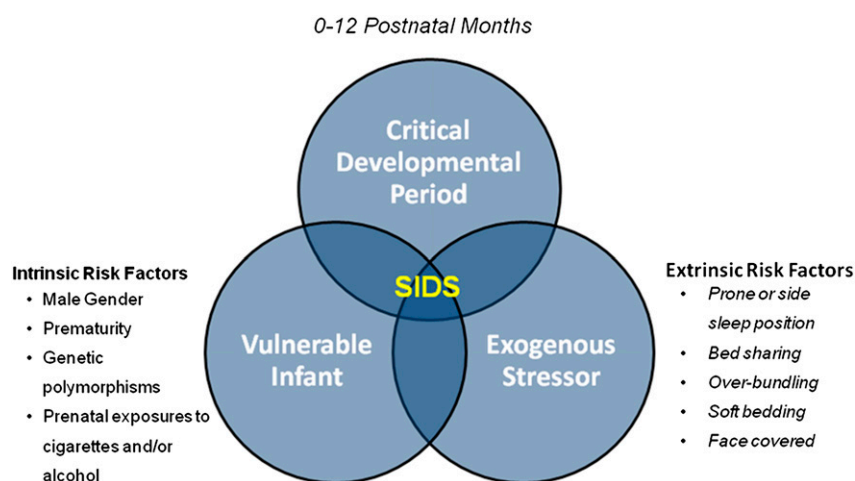 0-12 Postnatal Months
Critical
Developmental
Period
Intrinsic Risk Factors
• Male Gender
• Prematurity
• Genetic
polymorphisms
• Prenatal exposures to
cigarettes and/or
alcohol
SIDS
Vulnerable
Infant
Exogenous
Stressor
Extrinsic Risk Factors
• Prone or side
sleep position
• Bed sharing
• Over-bundling
• Soft bedding
• Face covered